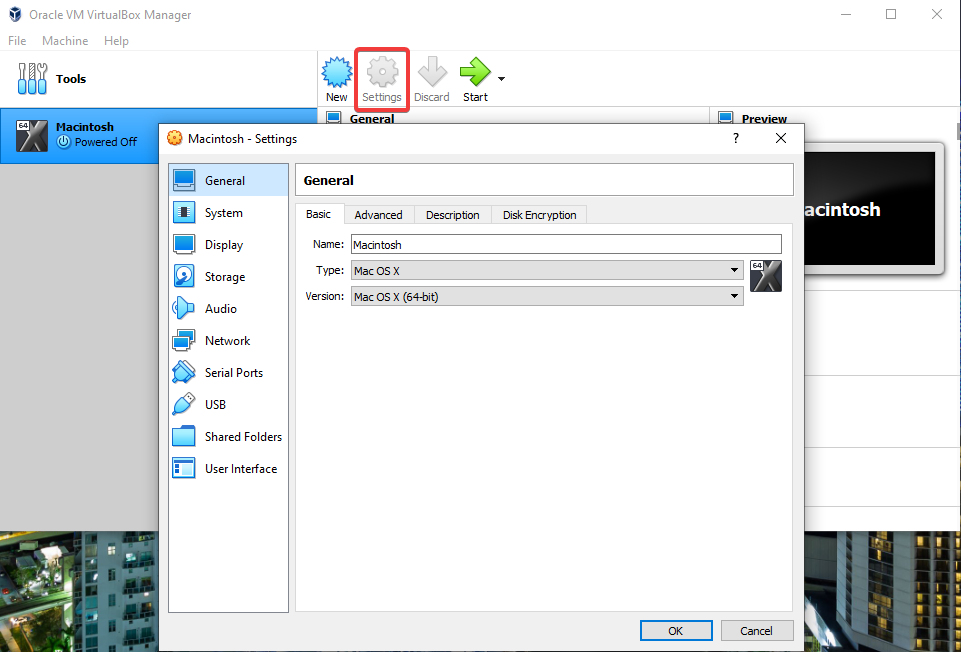 Oracle VM VirtualBox Manager
File Machine Help
Tools
New Settings Discard Start
64 Macintosh
Powered Off
General
Preview
acintosh
Macintosh - Settings ?
General
System
Display
Storage
Audio
Network
Serial Ports
USB
Shared Folders
User Interface
General
Basic Advanced Description Disk Encryption
Name: Macintosh
Type: Mac OS X
64
Version: Mac OS X (64-bit)
OK Cancel